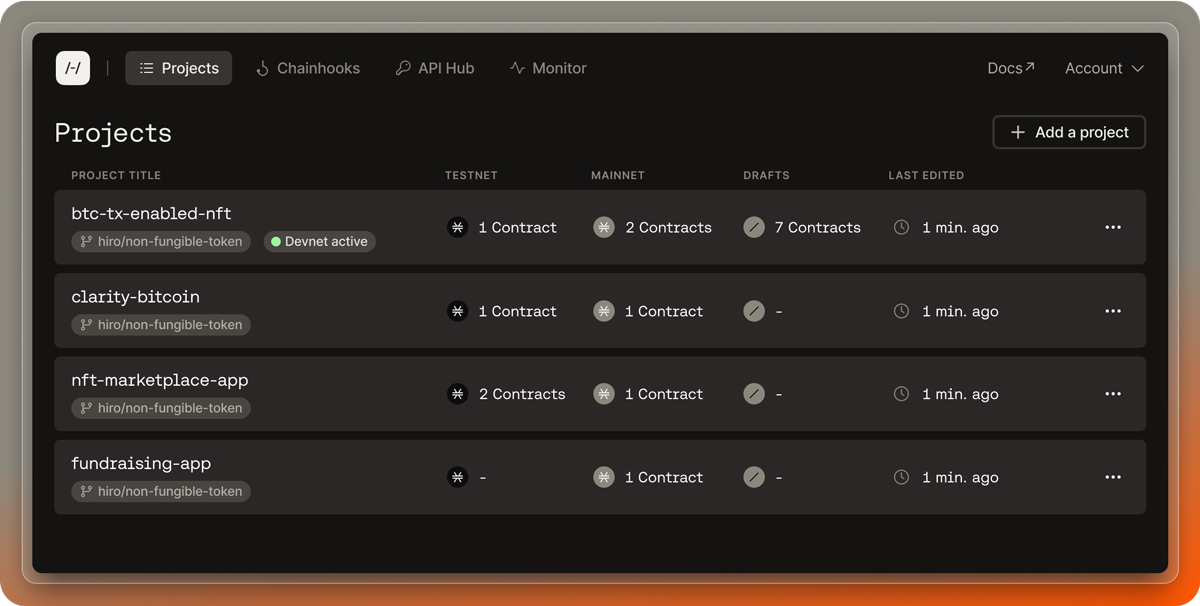 /-/ Projects Chainhooks API Hub Monitor Docs Account
Projects
Add a project
PROJECT TITLE TESTNET MAINNET DRAFTS LAST EDITED
btc-tx-enabled-nft
hiro/non-fungible-token Devnet active
1 Contract 2 Contracts 7 Contracts 1 min. ago
clarity-bitcoin
hiro/non-fungible-token
1 Contract 1 Contract - 1 min. ago
nft-marketplace-app
hiro/non-fungible-token
2 Contracts 1 Contract - 1 min. ago
fundraising-app
hiro/non-fungible-token
- 1 Contract - 1 min. ago